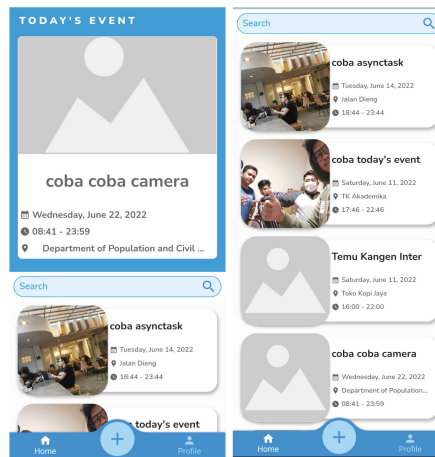 TODAY'S EVENT
coba coba camera
Wednesday, June 22, 2022
08:41 - 23:59
Department of Population and Civil ...
Search
coba asynctask
Tuesday, June 14, 2022
Jalan Dieng
18:44 - 23:44
today's event
Home
+
Profile
Search
coba asynctask
Tuesday, June 14, 2022
Jalan Dieng
18:44 - 23:44
coba today's event
Saturday, June 11, 2022
TK Akademika
17:46 - 22:46
Temu Kangen Inter
Saturday, June 11, 2022
Toko Kopi Jaya
16:00 - 22:00
coba coba camera
Wednesday, June 22, 2022
Department of Population...
08:41 - 23:59
Home
+
Profile